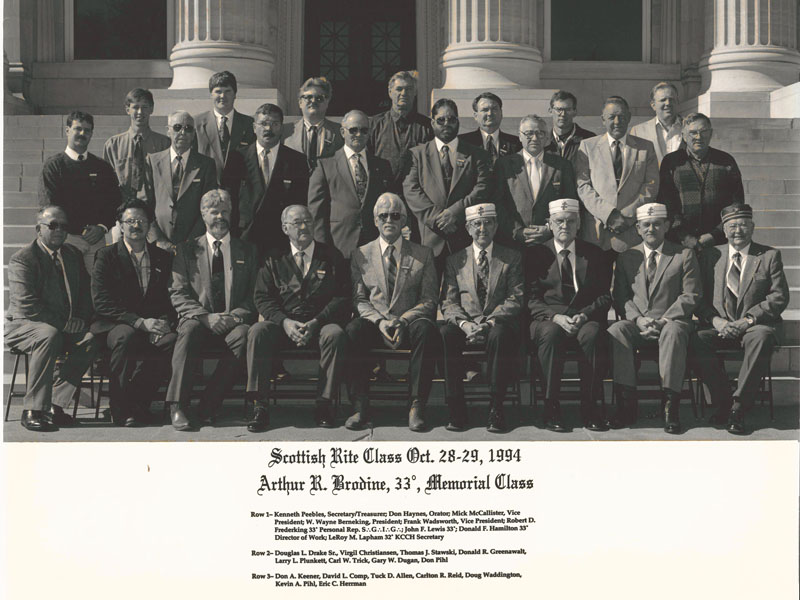 Scottish Rite Class Oct. 28-29, 1994
Arthur R. Brodine, 33°, Memorial Class
Row 1– Kenneth Peebles, Secretary/Treasurer; Don Haynes, Orator; Mick McCallister, Vice
President; W. Wayne Berneking, President; Frank Wadsworth, Vice President; Robert D.
Frederking 33° Personal Rep. S∴G∴I∴G∴; John F. Lewis 33°; Donald F. Hamilton 33°
Director of Work; LeRoy M. Lapham 32° KCCH Secretary
Row 2– Douglas L. Drake Sr., Virgil Christiansen, Thomas J. Stawski, Donald R. Greenawalt,
Larry L. Plunkett, Carl W. Trick, Gary W. Dugan, Don Pihl
Row 3– Don A. Keener, David L. Comp, Tuck D. Allen, Carlton R. Reid, Doug Waddington,
Kevin A. Pihl, Eric C. Herrman